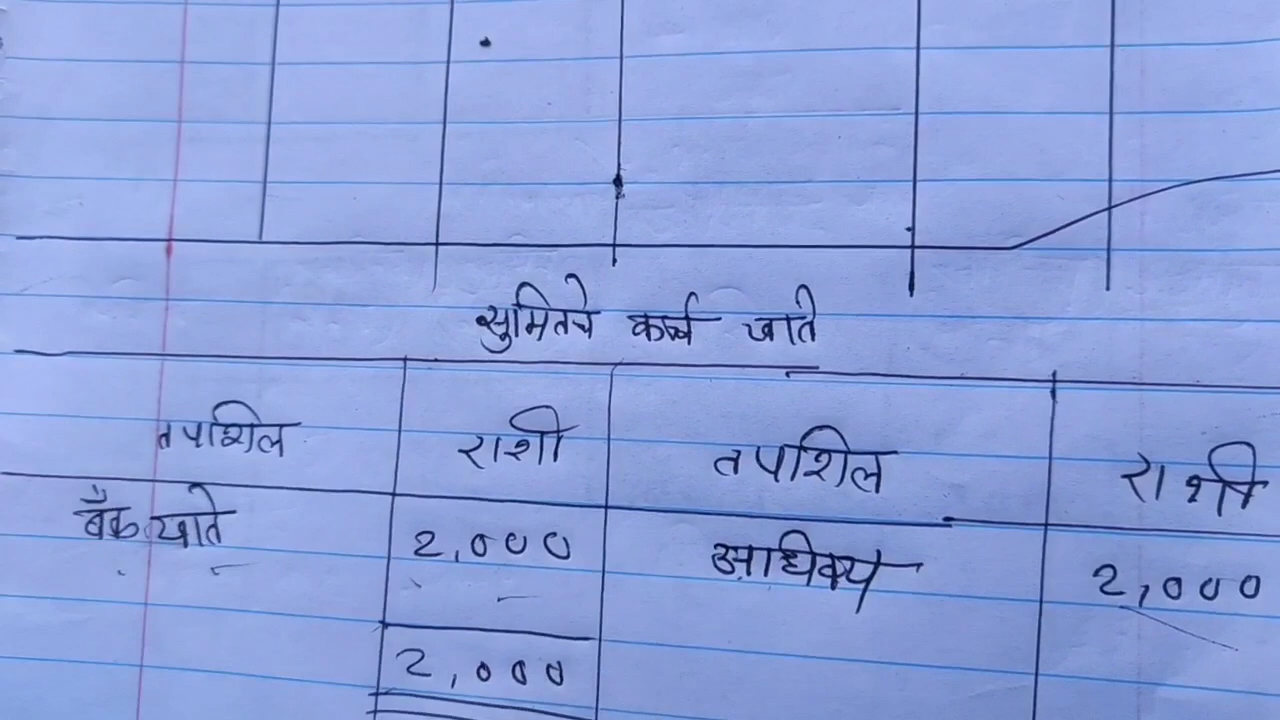 सुमितचे कर्ज खाते
तपशिल राशी तपशिल राशी
बँक खाते 2,000 आधिक्य 2,000
2,000